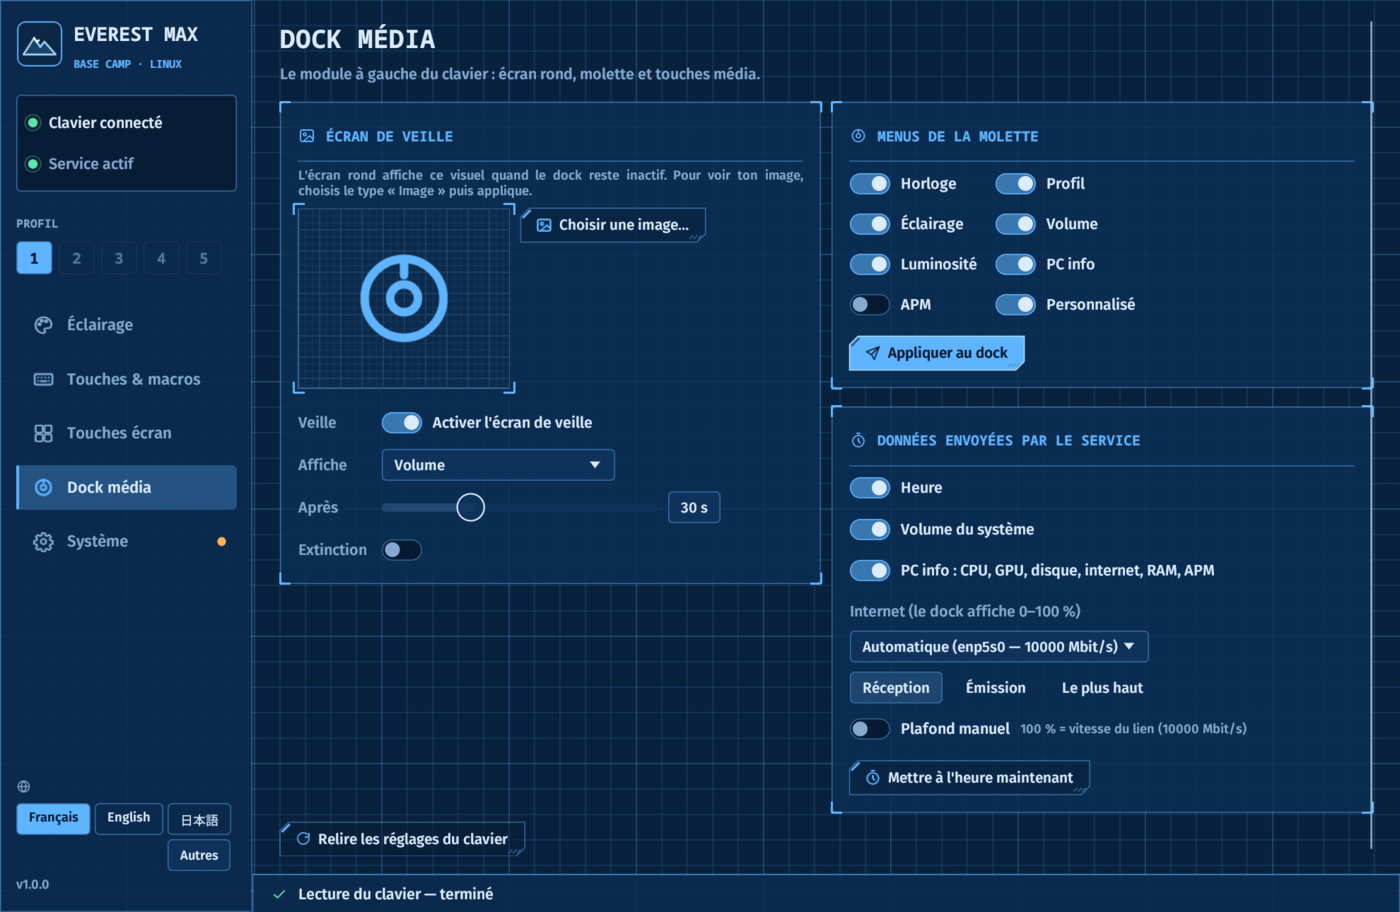 EVEREST MAX
BASE CAMP · LINUX
Clavier connecté
Service actif
PROFIL
1 2 3 4 5
Éclairage
Touches & macros
Touches écran
Dock média
Système
Français English 日本語
Autres
v1.0.0
DOCK MÉDIA
Le module à gauche du clavier : écran rond, molette et touches média.
ÉCRAN DE VEILLE
L'écran rond affiche ce visuel quand le dock reste inactif. Pour voir ton image,
choisis le type « Image » puis applique.
Choisir une image...
Veille Activer l'écran de veille
Affiche Volume
Après 30 s
Extinction
Relire les réglages du clavier
MENUS DE LA MOLETTE
Horloge Profil
Éclairage Volume
Luminosité PC info
APM Personnalisé
Appliquer au dock
DONNÉES ENVOYÉES PAR LE SERVICE
Heure
Volume du système
PC info : CPU, GPU, disque, internet, RAM, APM
Internet (le dock affiche 0–100 %)
Automatique (enp5s0 — 10000 Mbit/s)
Réception Émission Le plus haut
Plafond manuel 100 % = vitesse du lien (10000 Mbit/s)
Mettre à l'heure maintenant
Lecture du clavier — terminé